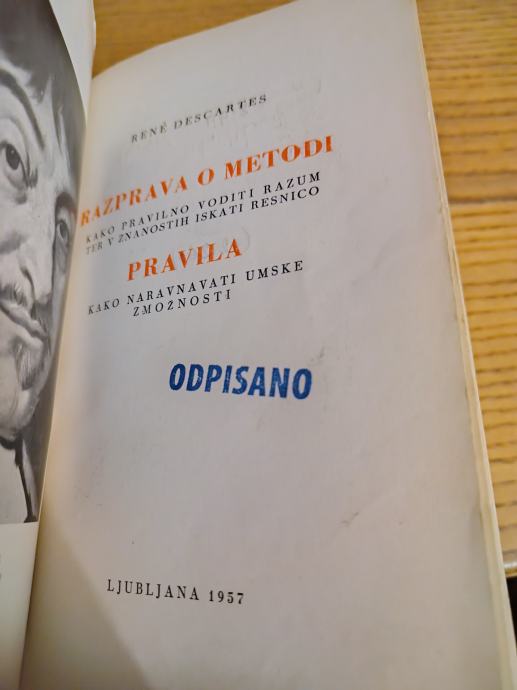 RENÉ DESCARTES
RAZPRAVA O METODI
KAKO PRAVILNO VODITI RAZUM
TER V ZNANOSTIH ISKATI RESNICO
PRAVILA
KAKO NARAVNAVATI UMSKE
ZMOŽNOSTI
ODPISANO
LJUBLJANA 1957